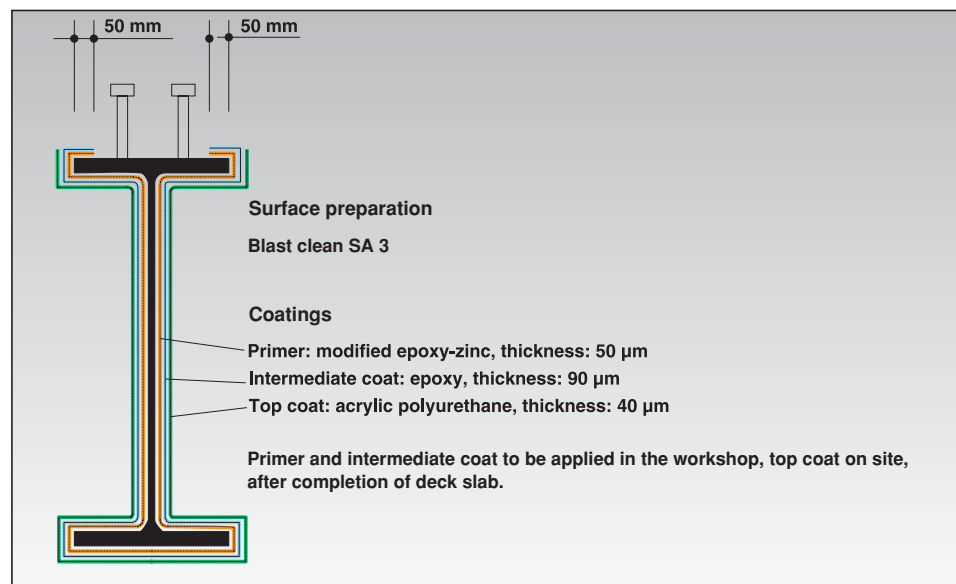 50 mm
50 mm
Surface preparation
Blast clean SA 3
Coatings
Primer: modified epoxy-zinc, thickness: 50 μm
Intermediate coat: epoxy, thickness: 90 μm
Top coat: acrylic polyurethane, thickness: 40 μm
Primer and intermediate coat to be applied in the workshop, top coat on site,
after completion of deck slab.